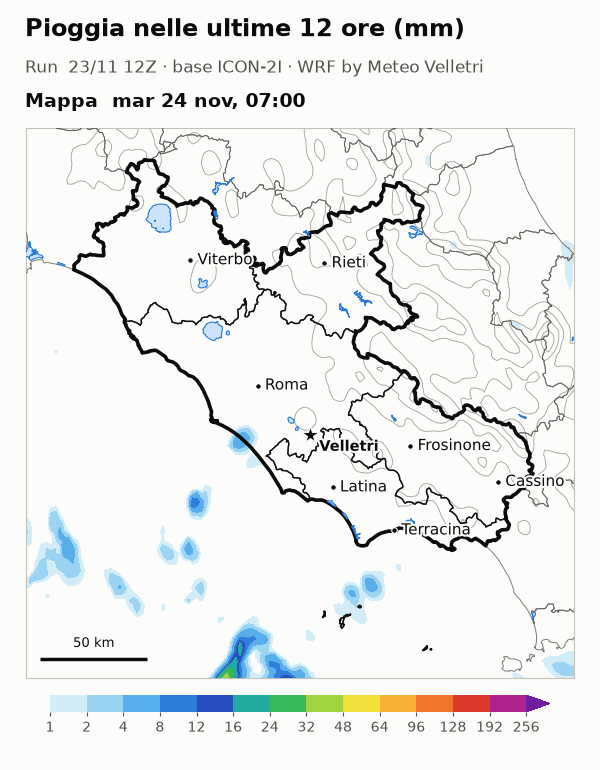 Pioggia nelle ultime 12 ore (mm)
Run  23/11 12Z · base ICON-2I · WRF by Meteo Velletri
Mappa  mar 24 nov, 07:00
Viterbo
Rieti
Roma
Velletri
Frosinone
Latina
Cassino
Terracina
50 km
1 2 4 8 12 16 24 32 48 64 96 128 192 256